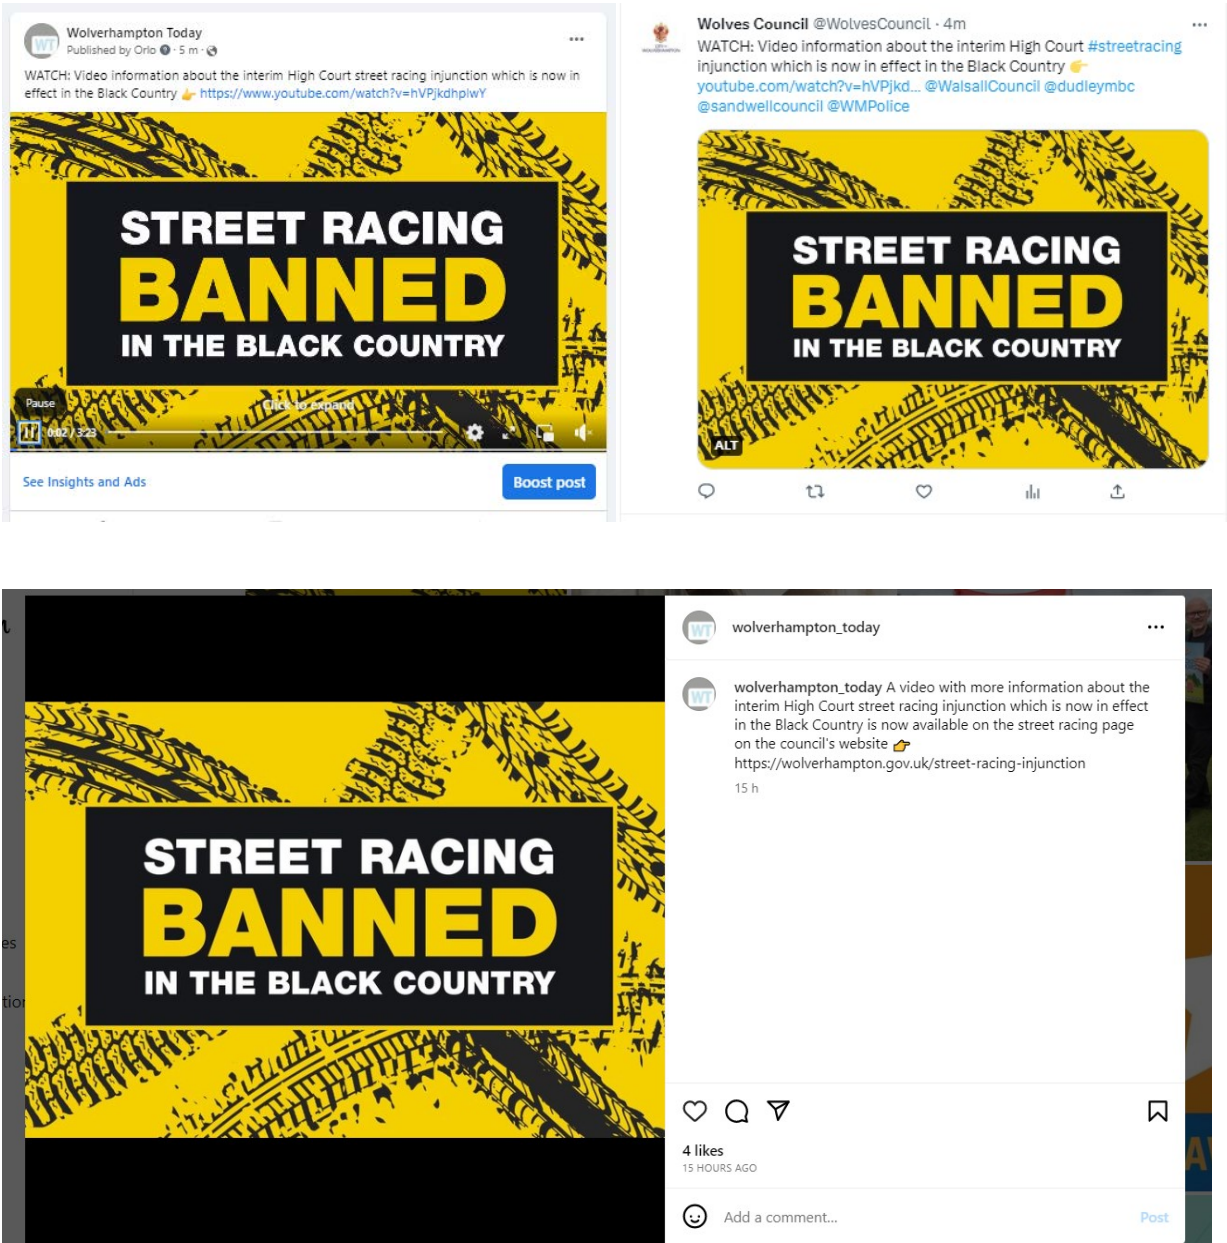 WT
Wolverhampton Today
Published by Orlo · 5 m ·
WATCH: Video information about the interim High Court street racing injunction which is now in
effect in the Black Country 👉 https://www.youtube.com/watch?v=hVPjkdhplwY
STREET RACING
BANNED
IN THE BLACK COUNTRY
Pause
Click to expand
0:02 / 3:23
See Insights and Ads
Boost post
Wolves Council @WolvesCouncil · 4m
WATCH: Video information about the interim High Court #streetracing
injunction which is now in effect in the Black Country 👉
youtube.com/watch?v=hVPjkd... @WalsallCouncil @dudleymbc
@sandwellcouncil @WMPolice
STREET RACING
BANNED
IN THE BLACK COUNTRY
ALT
STREET RACING
BANNED
IN THE BLACK COUNTRY
WT
wolverhampton_today
WT
wolverhampton_today A video with more information about the
interim High Court street racing injunction which is now in effect
in the Black Country is now available on the street racing page
on the council's website 👉
https://wolverhampton.gov.uk/street-racing-injunction
15 h
4 likes
15 HOURS AGO
Add a comment...
Post